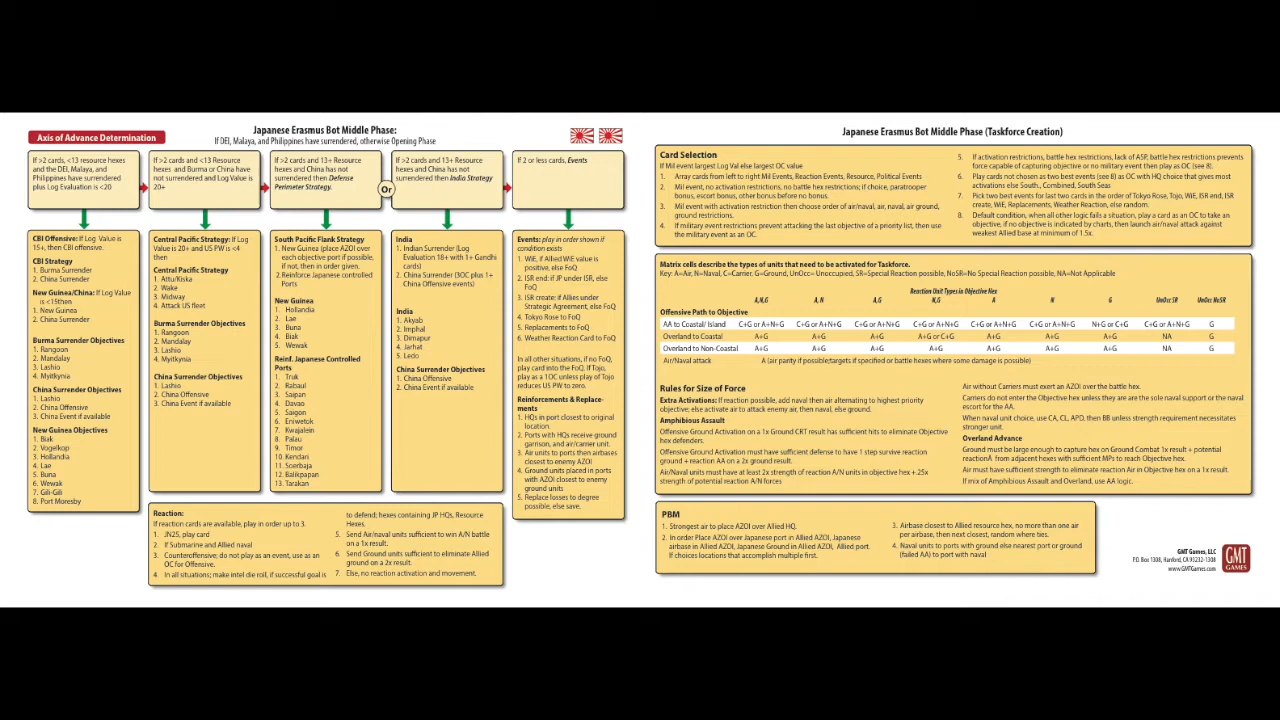 Axis of Advance Determination
Japanese Erasmus Bot Middle Phase:
If DEI, Malaya, and Philippines have surrendered, otherwise Opening Phase
If >2 cards, <13 resource hexes
and the DEI, Malaya, and
Philippines have surrendered
plus Log Evaluation is <20
If >2 cards and <13 Resource
hexes and Burma or China have
not surrendered and Log Value is
20+
If >2 cards and 13+ Resource
hexes and China has not
surrendered then Defense
Perimeter Strategy.
Or
If >2 cards and 13+ Resource
hexes and China has not
surrendered then India Strategy
If 2 or less cards, Events
CBI Offensive: If Log Value is
15+, then CBI offensive.
CBI Strategy
1. Burma Surrender
2. China Surrender
New Guinea/China: If Log Value
is <15then
1. New Guinea
2. China Surrender
Burma Surrender Objectives
1. Rangoon
2. Mandalay
3. Lashio
4. Myitkynia
China Surrender Objectives
1. Lashio
2. China Offensive
3. China Event if available
New Guinea Objectives
1. Biak
2. Vogelkop
3. Hollandia
4. Lae
5. Buna
6. Wewak
7. Gili-Gili
8. Port Moresby
Central Pacific Strategy: If Log
Value is 20+ and US PW is <4
then
Central Pacific Strategy
1. Attu/Kiska
2. Wake
3. Midway
4. Attack US fleet
Burma Surrender Objectives
1. Rangoon
2. Mandalay
3. Lashio
4. Myitkynia
China Surrender Objectives
1. Lashio
2. China Offensive
3. China Event if available
South Pacific Flank Strategy
1. New Guinea (place AZOI over
each objective port if possible,
if not, then in order given.
2.Reinforce Japanese Controlled
Ports
New Guinea
1. Hollandia
2. Lae
3. Buna
4. Biak
5. Wewak
Reinf. Japanese Controlled
Ports
1. Truk
2. Rabaul
3. Saipan
4. Davao
5. Saigon
6. Eniwetok
7. Kwajalein
8. Palau
9. Timor
10. Kendari
11. Soerbaja
12. Balikpapan
13. Tarakan
India
1. Indian Surrender (Log
Evaluation 18+ with 1+ Gandhi
cards)
2. China Surrender (3OC plus 1+
China Offensive events)
India
1. Akyab
2. Imphal
3. Dimapur
4. Jarhat
5. Ledo
China Surrender Objectives
1. China Offensive
2. China Event if available
Events: play in order shown if
condition exists
1. WiE, if Allied WiE value is
positive, else FoQ
2. ISR end: if JP under ISR, else
FoQ
3. ISR create: if Allies under
Strategic Agreement, else FoQ
4. Tokyo Rose to FoQ
5. Replacements to FoQ
6. Weather Reaction Card to FoQ
In all other situations, if no FoQ,
play card into the FoQ. If Tojo,
play as a 1OC unless play of Tojo
reduces US PW to zero.
Reinforcements & Replace-
ments
1. HQs in port closest to original
location.
2. Ports with HQs receive ground
garrison, and air/carrier unit.
3. Air units to ports then airbases
closest to enemy AZOI
4. Ground units placed in ports
with AZOI closest to enemy
ground units
5. Replace losses to degree
possible, else save.
Reaction:
If reaction cards are available, play in order up to 3.
1. JN25, play card
2. If Submarine and Allied naval
3. Counteroffensive; do not play as an event, use as an
OC for Offensive.
4. In all situations; make intel die roll, if successful goal is
to defend; hexes containing JP HQs, Resource
Hexes.
5. Send Air/naval units sufficient to win A/N battle
on a 1x result.
6. Send Ground units sufficient to eliminate Allied
ground on a 2x result.
7. Else, no reaction activation and movement.
Japanese Erasmus Bot Middle Phase (Taskforce Creation)
Card Selection
If Mil event largest Log Val else largest OC value
1. Array cards from left to right Mil Events, Reaction Events, Resource, Political Events
2. Mil event, no activation restrictions, no battle hex restrictions; if choice, paratrooper
bonus, escort bonus, other bonus before no bonus.
3. Mil event with activation restriction then choose order of air/naval, air, naval, air ground,
ground restrictions.
4. If military event restrictions prevent attacking the last objective of a priority list, then use
the military event as an OC.
5. If activation restrictions, battle hex restrictions, lack of ASP, battle hex restrictions prevents
force capable of capturing objective or no military event then play as OC (see 8).
6. Play cards not chosen as two best events (see 8) as OC with HQ choice that gives most
activations else South., Combined, South Seas
7. Pick two best events for last two cards in the order of Tokyo Rose, Tojo, WiE, ISR end, ISR
create, WiE, Replacements, Weather Reaction, else random.
8. Default condition, when all other logic fails a situation, play a card as an OC to take an
objective, if no objective is indicated by charts, then launch air/naval attack against
weakest Allied base at minimum of 1.5x.
Matrix cells describe the types of units that need to be activated for Taskforce.
Key: A=Air, N=Naval, C=Carrier, G=Ground, UnOcc= Unoccupied, SR=Special Reaction possible, NoSR=No Special Reaction possible, NA=Not Applicable
Reaction Unit Types in Objective Hex
A,N,G A, N A,G N,G A N G UnOcc SR UnOcc NoSR
Offensive Path to Objective
AA to Coastal/ Island C+G or A+N+G C+G or A+N+G C+G or A+N+G C+G or A+N+G C+G or A+N+G C+G or A+N+G N+G or C+G C+G or A+N+G G
Overland to Coastal A+G A+G A+G A+G or C+G A+G A+G A+G NA G
Overland to Non-Coastal A+G A+G A+G A+G A+G A+G A+G NA G
Air/Naval attack A (air parity if possible;targets if specified or battle hexes where some damage is possible)
Rules for Size of Force
Extra Activations: If reaction possible, add naval then air alternating to highest priority
objective; else activate air to attack enemy air, then naval, else ground.
Amphibious Assault
Offensive Ground Activation on a 1x Ground CRT result has sufficient hits to eliminate Objective
hex defenders.
Offensive Ground Activation must have sufficient defense to have 1 step survive reaction
ground + reaction AA on a 2x ground result.
Air/Naval units must have at least 2x strength of reaction A/N units in objective hex +.25x
strength of potential reaction A/N forces
Air without Carriers must exert an AZOI over the battle hex.
Carriers do not enter the Objective hex unless they are the sole naval support or the naval
escort for the AA.
When naval unit choice, use CA, CL, APD, then BB unless strength requirement necessitates
stronger unit.
Overland Advance
Ground must be large enough to capture hex on Ground Combat 1x result + potential
reactionÂ from adjacent hexes with sufficient MPs to reach Objective hex.
Air must have sufficient strength to eliminate reaction Air in Objective hex on a 1x result.
If mix of Amphibious Assault and Overland, use AA logic.
PBM
1. Strongest air to place AZOI over Allied HQ.
2. In order Place AZOI over Japanese port in Allied AZOI, Japanese
airbase in Allied AZOI, Japanese Ground in Allied AZOI, Allied port.
If choices locations that accomplish multiple first.
3. Airbase closest to Allied resource hex, no more than one air
per airbase, then next closest, random where ties.
4. Naval units to ports with ground else nearest port or ground
(failed AA) to port with naval
GMT Games, LLC
P.O. Box 1308, Hanford, CA 93232-1308
www.GMTGames.com
GMT
GAMES